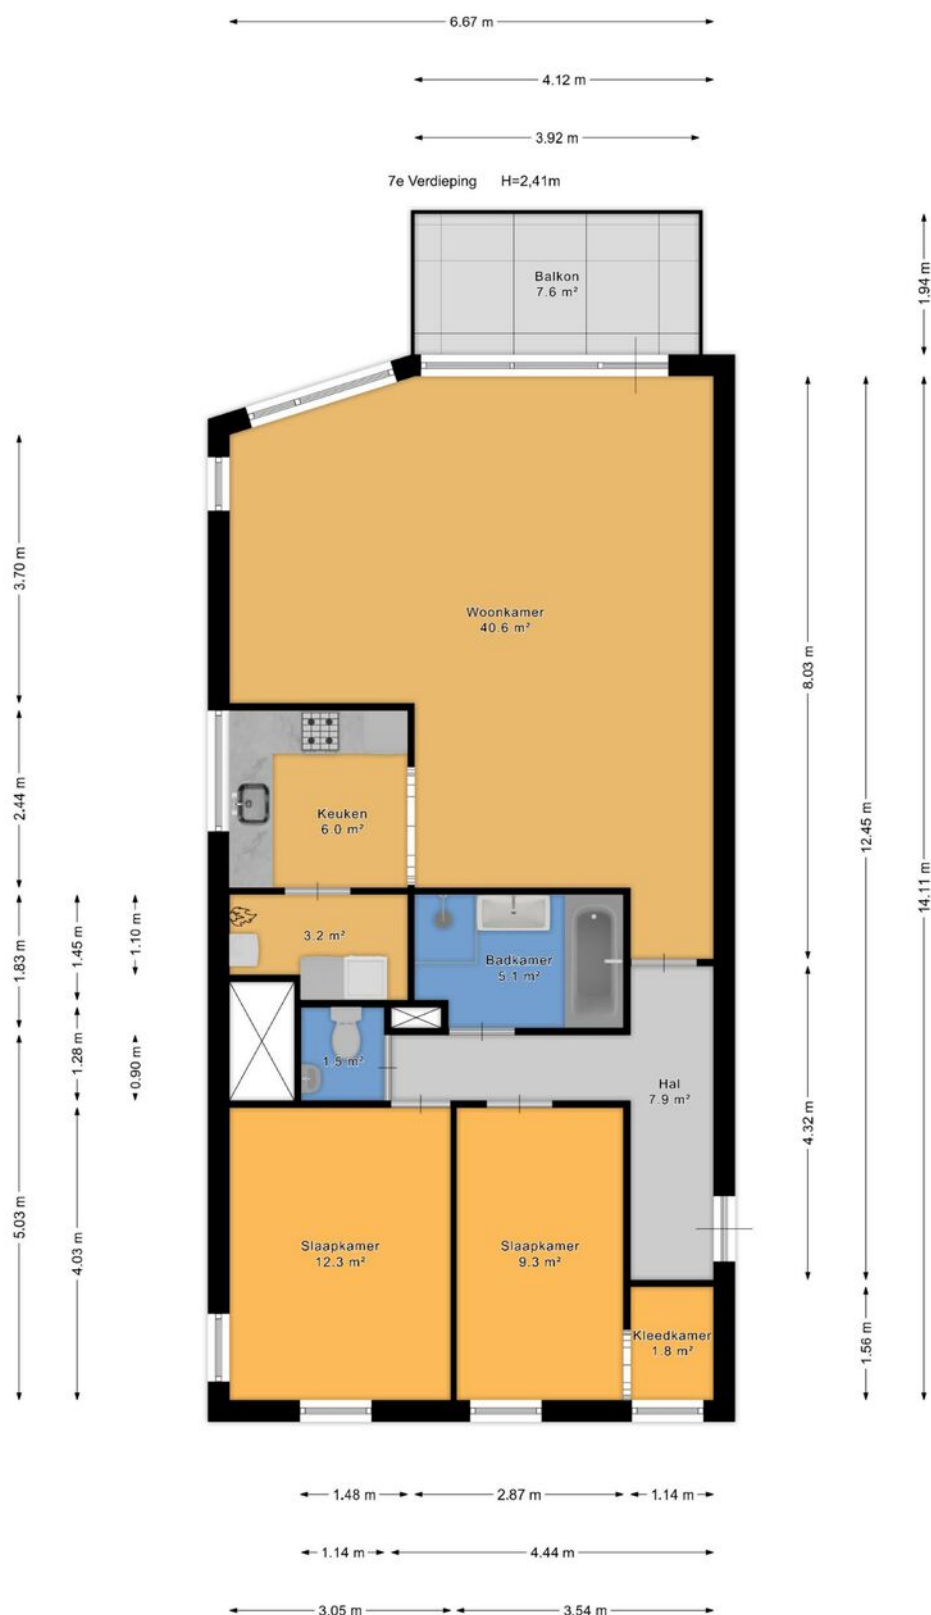 6.67 m
4.12 m
3.92 m
7e Verdieping H=2,41m
Balkon
7.6 m²
1.94 m
3.70 m
Woonkamer
40.6 m²
8.03 m
2.44 m
Keuken
6.0 m²
12.45 m
14.11 m
1.83 m
1.45 m
1.10 m
3.2 m²
Badkamer
5.1 m²
1.28 m
0.90 m
1.5 m²
Hal
7.9 m²
4.32 m
5.03 m
4.03 m
Slaapkamer
12.3 m²
Slaapkamer
9.3 m²
Kleedkamer
1.8 m²
1.56 m
1.48 m
2.87 m
1.14 m
1.14 m
4.44 m
3.05 m
3.54 m